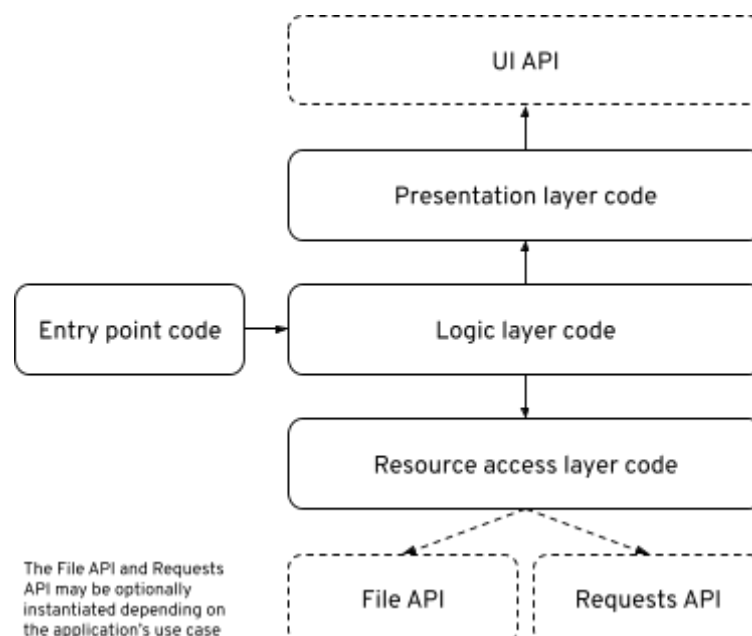 UI API
Presentation layer code
Entry point code
Logic layer code
Resource access layer code
The File API and Requests
API may be optionally
instantiated depending on
the application's use case
File API
Requests API